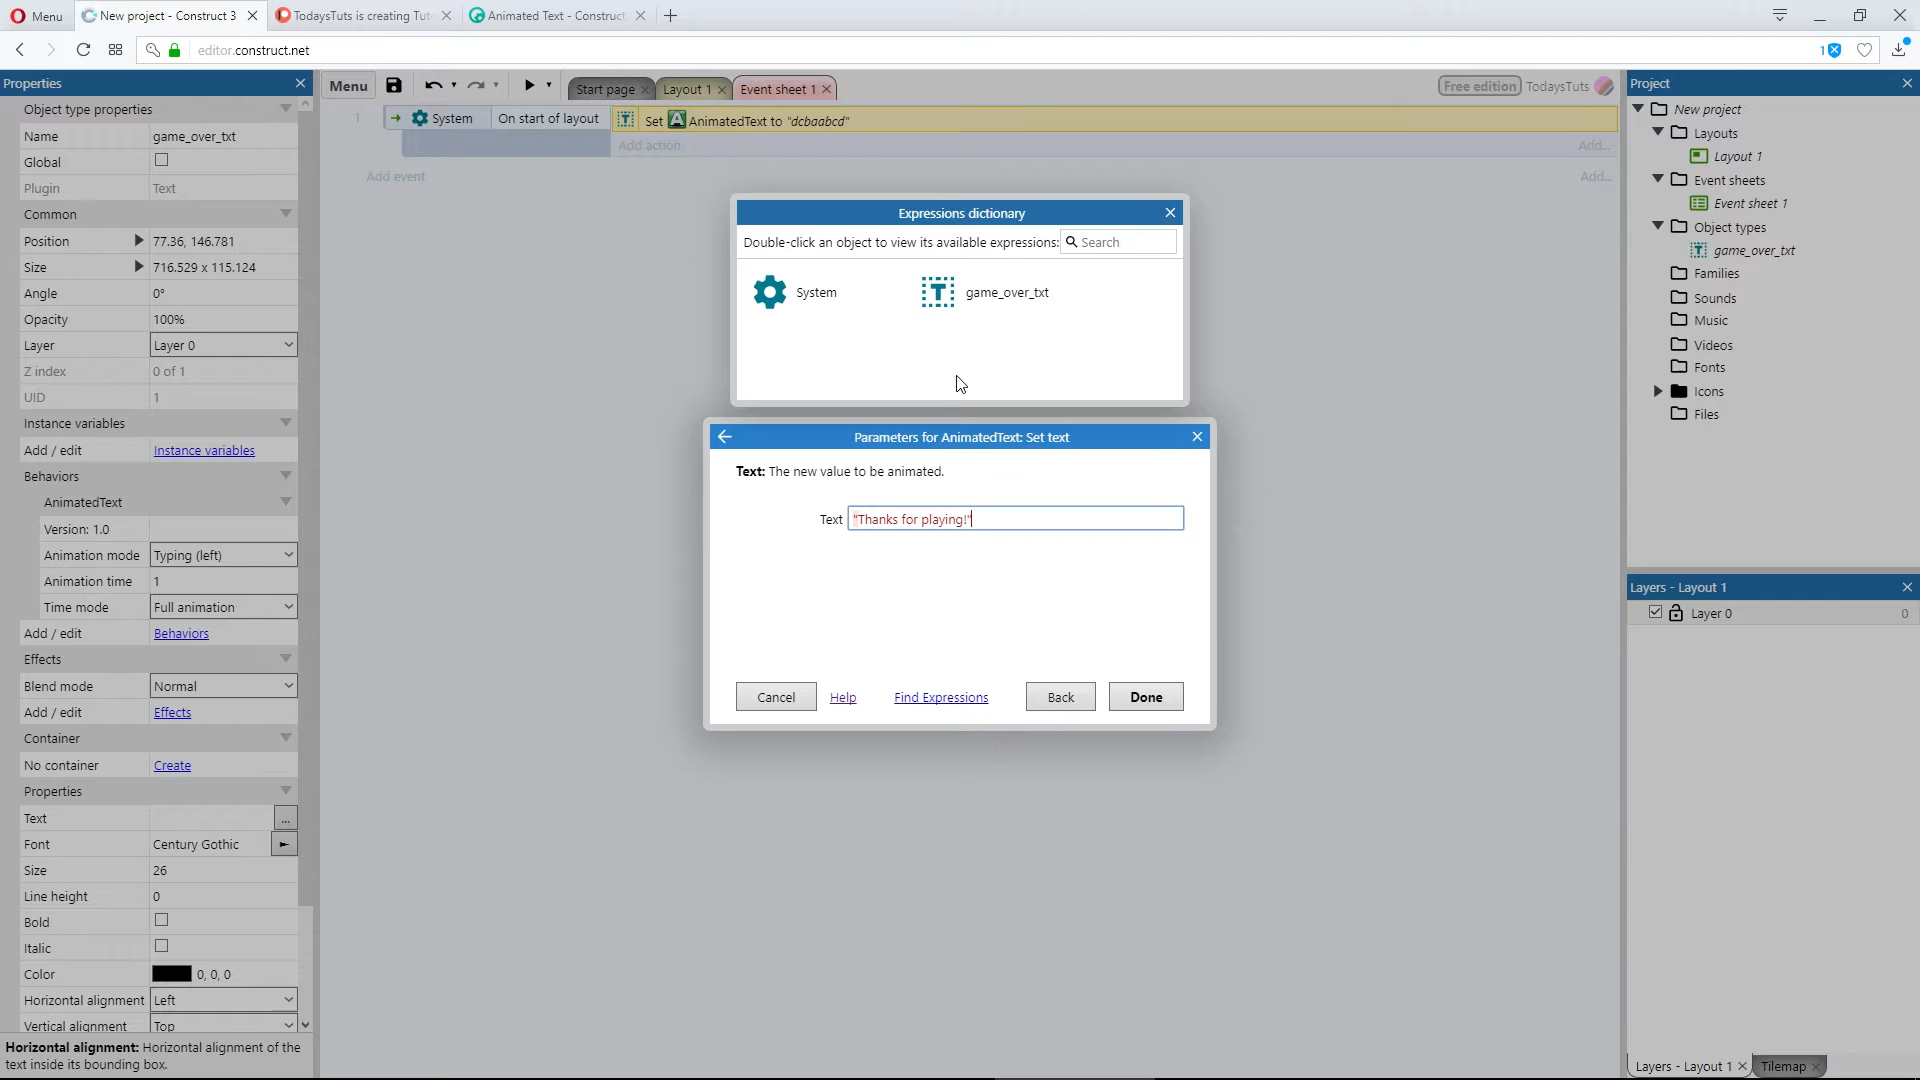 Menu
New project - Construct 3
TodaysTuts is creating Tuto
Animated Text - Construct
editor.construct.net
1
Properties
Object type properties
Name game_over_txt
Global
Plugin Text
Common
Position 77.36, 146.781
Size 716.529 x 115.124
Angle 0°
Opacity 100%
Layer Layer 0
Z index 0 of 1
UID 1
Instance variables
Add / edit Instance variables
Behaviors
AnimatedText
Version: 1.0
Animation mode Typing (left)
Animation time 1
Time mode Full animation
Add / edit Behaviors
Effects
Blend mode Normal
Add / edit Effects
Container
No container Create
Properties
Text ...
Font Century Gothic
Size 26
Line height 0
Bold
Italic
Color 0, 0, 0
Horizontal alignment Left
Vertical alignment Top
Horizontal alignment: Horizontal alignment of the
text inside its bounding box.
Menu
Start page
Layout 1
Event sheet 1
Free edition TodaysTuts
1 System On start of layout T Set A AnimatedText to "dcbaabcd"
Add action Add...
Add event Add...
Expressions dictionary
Double-click an object to view its available expressions: Search
System T game_over_txt
Parameters for AnimatedText: Set text
Text: The new value to be animated.
Text "Thanks for playing!"
Cancel Help Find Expressions Back Done
Project
New project
Layouts
Layout 1
Event sheets
Event sheet 1
Object types
T game_over_txt
Families
Sounds
Music
Videos
Fonts
Icons
Files
Layers - Layout 1
Layer 0 0
Layers - Layout 1 Tilemap